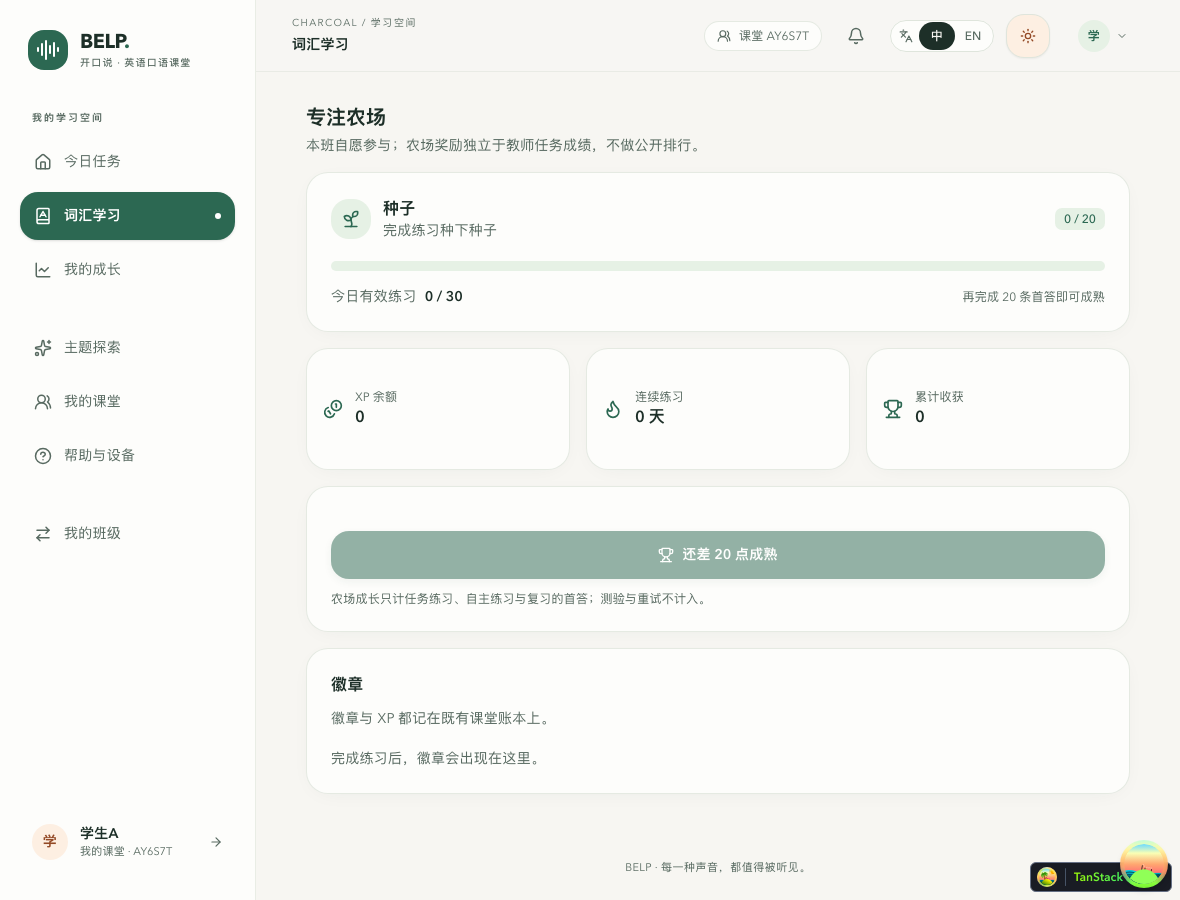 BELP.
开口说 · 英语口语课堂
我的学习空间
今日任务
词汇学习
我的成长
主题探索
我的课堂
帮助与设备
我的班级
学
学生A
我的课堂 · AY6S7T
CHARCOAL / 学习空间
词汇学习
课堂 AY6S7T
中
EN
学
专注农场
本班自愿参与；农场奖励独立于教师任务成绩，不做公开排行。
种子
完成练习种下种子
0 / 20
今日有效练习 0 / 30
再完成 20 条首答即可成熟
XP 余额
0
连续练习
0 天
累计收获
0
还差 20 点成熟
农场成长只计任务练习、自主练习与复习的首答；测验与重试不计入。
徽章
徽章与 XP 都记在既有课堂账本上。
完成练习后，徽章会出现在这里。
BELP · 每一种声音，都值得被听见。
TanStack